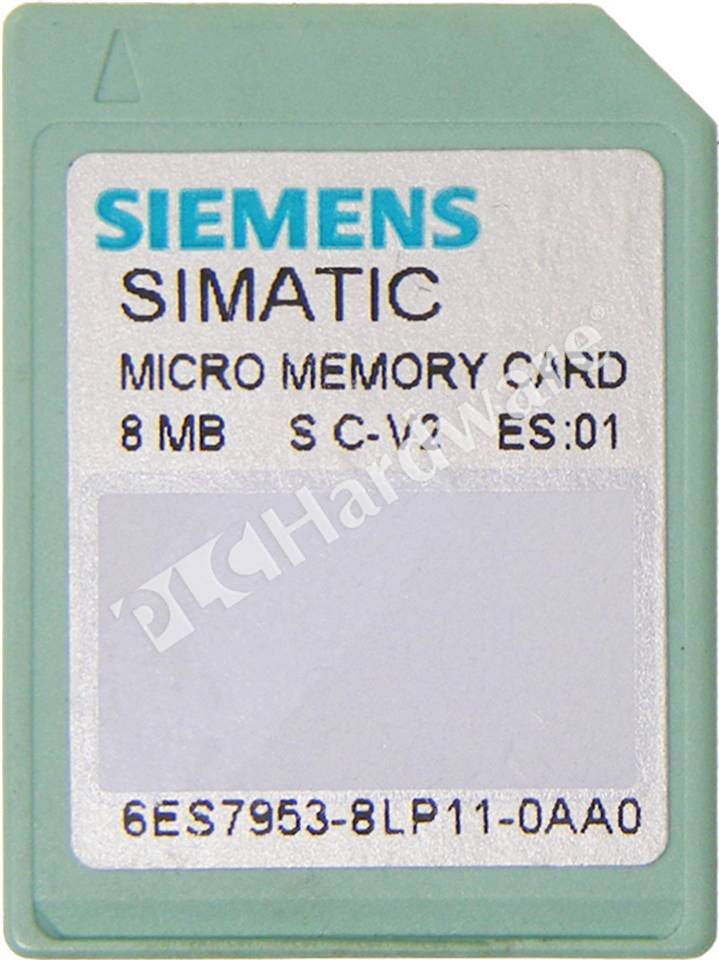 SIEMENS
SIMATIC
MICRO MEMORY CARD
8 MB S C-V2 ES:01
PLCHardware®
6ES7953-8LP11-0AA0